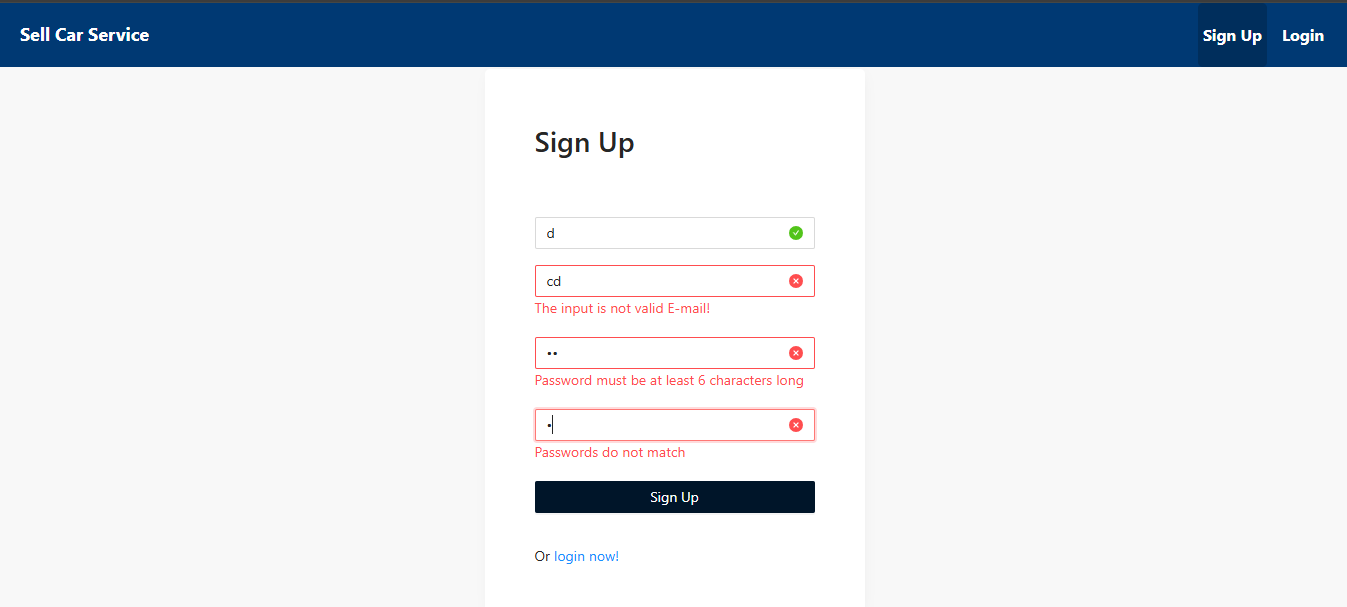 Sell Car Service
Sign Up
Login
Sign Up
d
cd
The input is not valid E-mail!
••
Password must be at least 6 characters long
•
Passwords do not match
Sign Up
Or login now!